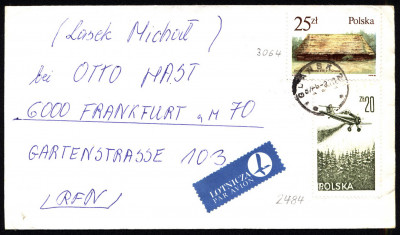 (Lasek Michał)
bei OTTO MAST
6000 FRANKFURT a M 70
GARTENSTRASSE 103
(RFN)
25zł Polska
3064
Zł 20
POLSKA
2484
LOTNICZA
PAR AVION